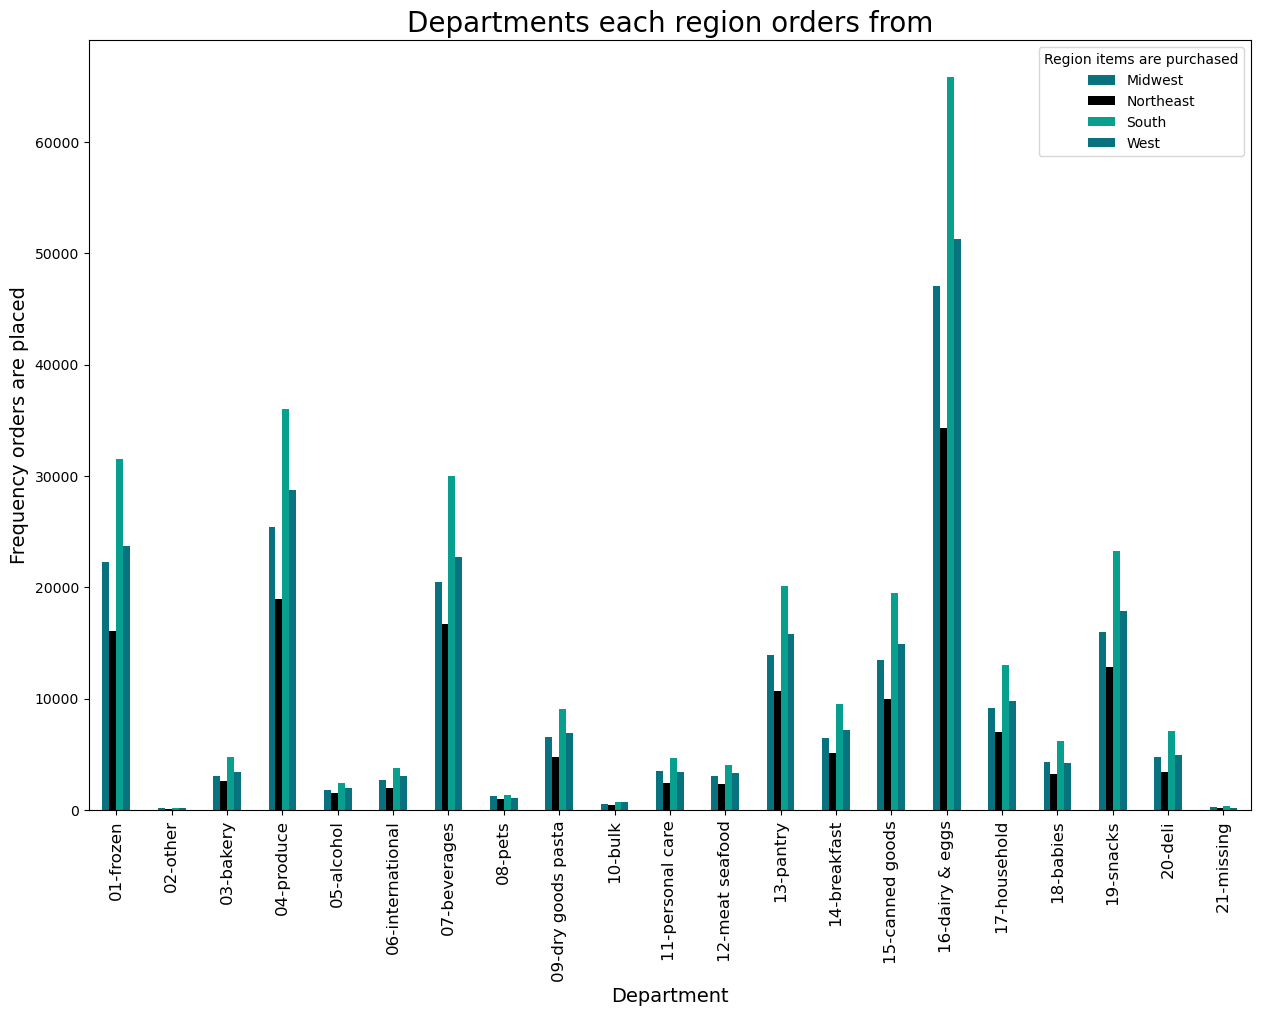 Departments each region orders from
Region items are purchased
Midwest
Northeast
South
West
Frequency orders are placed
60000
50000
40000
30000
20000
10000
0
01-frozen
02-other
03-bakery
04-produce
05-alcohol
06-international
07-beverages
08-pets
09-dry goods pasta
10-bulk
11-personal care
12-meat seafood
13-pantry
14-breakfast
15-canned goods
16-dairy & eggs
17-household
18-babies
19-snacks
20-deli
21-missing
Department